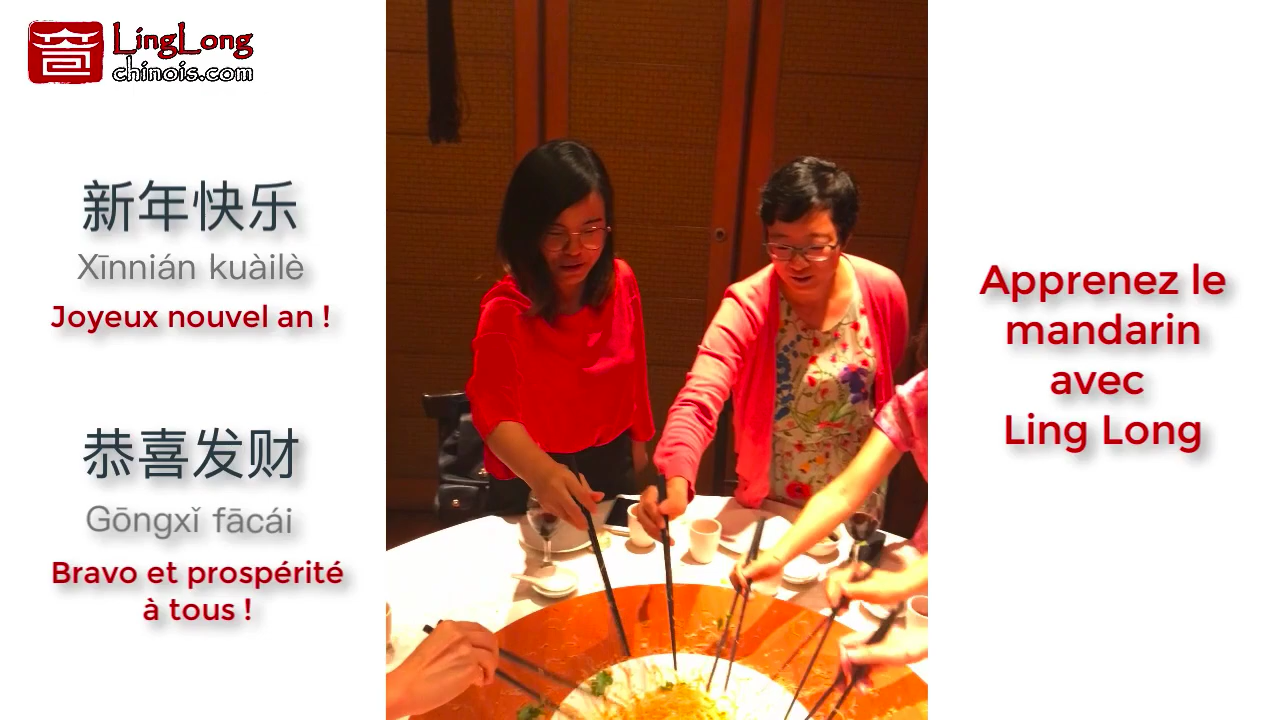 LingLong
chinois.com
新年快乐
Xīnnián kuàilè
Joyeux nouvel an !
恭喜发财
Gōngxǐ fācái
Bravo et prospérité
à tous !
Apprenez le
mandarin
avec
Ling Long